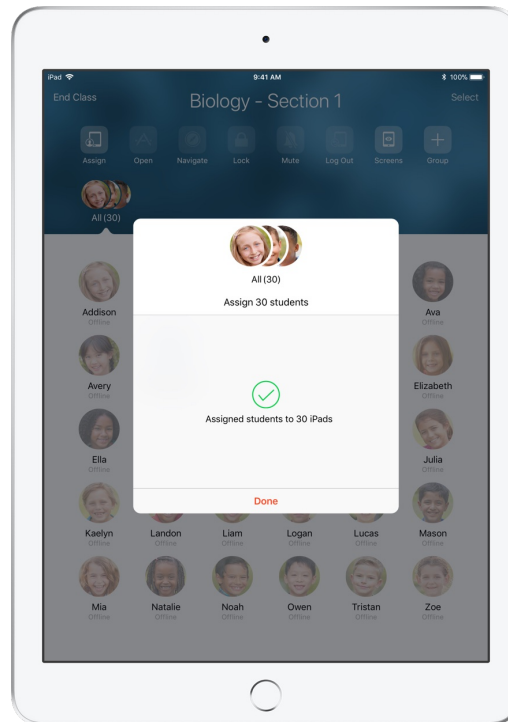 iPad 9:41 AM 100%
End Class Biology - Section 1 Select
Assign Open Navigate Lock Mute Log Out Screens Group
All (30)
All (30)
Assign 30 students
Addison Ava
Offline Offline
Avery Elizabeth
Offline Offline
Assigned students to 30 iPads
Ella Julia
Offline Offline
Done
Kaelyn Landon Liam Logan Lucas Mason
Offline Offline Offline Offline Offline Offline
Mia Natalie Noah Owen Tristan Zoe
Offline Offline Offline Offline Offline Offline